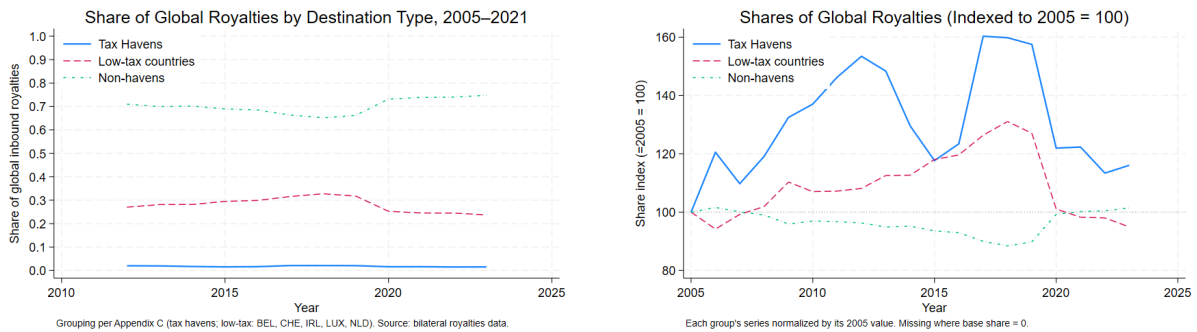 Share of Global Royalties by Destination Type, 2005–2021
1.0
0.9
0.8
0.7
0.6
0.5
0.4
0.3
0.2
0.1
0.0
Share of global inbound royalties
Tax Havens
Low-tax countries
Non-havens
2010
2015
2020
2025
Year
Grouping per Appendix C (tax havens; low-tax: BEL, CHE, IRL, LUX, NLD). Source: bilateral royalties data.
Shares of Global Royalties (Indexed to 2005 = 100)
160
140
120
100
80
Share index (=2005 = 100)
Tax Havens
Low-tax countries
Non-havens
2005
2010
2015
2020
2025
Year
Each group's series normalized by its 2005 value. Missing where base share = 0.